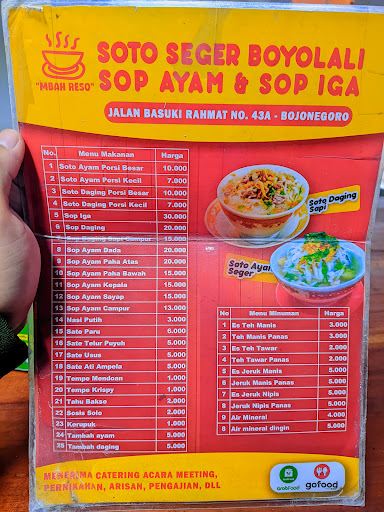 "MBAH RESO"
SOTO SEGER BOYOLALI
SOP AYAM & SOP IGA
JALAN BASUKI RAHMAT NO. 43A - BOJONEGORO
No. Menu Makanan Harga
1 Soto Ayam Porsi Besar 10.000
2 Soto Ayam Porsi Kecil 7.000
3 Soto Daging Porsi Besar 10.000
4 Soto Daging Porsi Kecil 7.000
5 Sop Iga 30.000
6 Sop Daging 20.000
7 Sop Daging Sapi Campur 15.000
8 Sop Ayam Dada 20.000
9 Sop Ayam Paha Atas 20.000
10 Sop Ayam Paha Bawah 15.000
11 Sop Ayam Kepala 15.000
12 Sop Ayam Sayap 15.000
13 Sop Ayam Campur 13.000
14 Nasi Putih 3.000
15 Sate Paru 6.000
16 Sate Telur Puyuh 5.000
17 Sate Usus 5.000
18 Sate Ati Ampela 5.000
19 Tempe Mendoan 1.000
20 Tempe Krispy 1.000
21 Tahu Bakso 2.000
22 Sosis Solo 2.000
23 Kerupuk 1.000
24 Tambah ayam 5.000
25 Tambah daging 5.000
Soto Daging
Sapi
Soto Ayam
Seger
No Menu Minuman Harga
1 Es Teh Manis 3.000
2 Teh Manis Panas 3.000
3 Es Teh Tawar 2.000
4 Teh Tawar Panas 2.000
5 Es Jeruk Manis 5.000
6 Jeruk Manis Panas 5.000
7 Es Jeruk Nipis 5.000
8 Jeruk Nipis Panas 5.000
9 Air Mineral 4.000
8 Air mineral dingin 5.000
MENERIMA CATERING ACARA MEETING,
PERNIKAHAN, ARISAN, PENGAJIAN, DLL
GrabFood
gofood